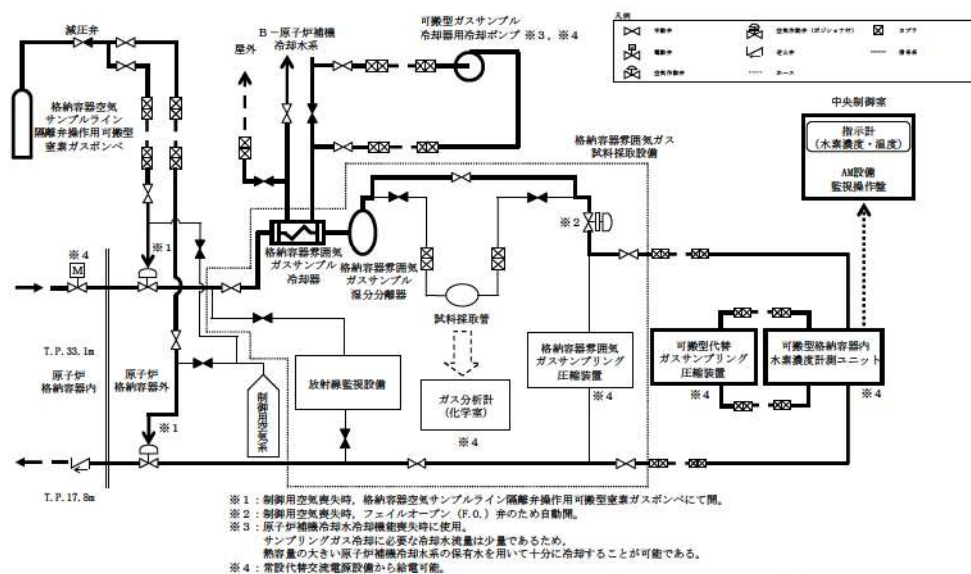 減圧弁
格納容器空気
サンプルライン
隔離弁操作用可搬型
窒素ガスボンベ
屋外
B－原子炉補機
冷却水系
可搬型ガスサンプル
冷却器用冷却ポンプ ※３，※４
凡例
手動弁
空気作動弁（ポジショナ付）
カプラ
電動弁
逆止弁
信号系
空気作動弁
ホース
中央制御室
指示計
（水素濃度・温度）
AM設備
監視操作盤
格納容器雰囲気ガス
試料採取設備
※２
※４
M
※１
格納容器雰囲気
ガスサンプル
冷却器
格納容器雰囲気
ガスサンプル
湿分分離器
試料採取管
T.P.33.1m
原子炉
格納容器内
原子炉
格納容器外
放射線監視設備
ガス分析計
（化学室）
※４
格納容器雰囲気
ガスサンプリング
圧縮装置
※４
可搬型代替
ガスサンプリング
圧縮装置
※４
可搬型格納容器内
水素濃度計測ユニット
※４
制御用空気系
※１
T.P.17.8m
※１：制御用空気喪失時，格納容器空気サンプルライン隔離弁操作用可搬型窒素ガスボンベにて開。
※２：制御用空気喪失時，フェイルオープン（F.O.）弁のため自動開。
※３：原子炉補機冷却水冷却機能喪失時に使用。
サンプリングガス冷却に必要な冷却水流量は少量であるため，
熱容量の大きい原子炉補機冷却水系の保有水を用いて十分に冷却することが可能である。
※４：常設代替交流電源設備から給電可能。